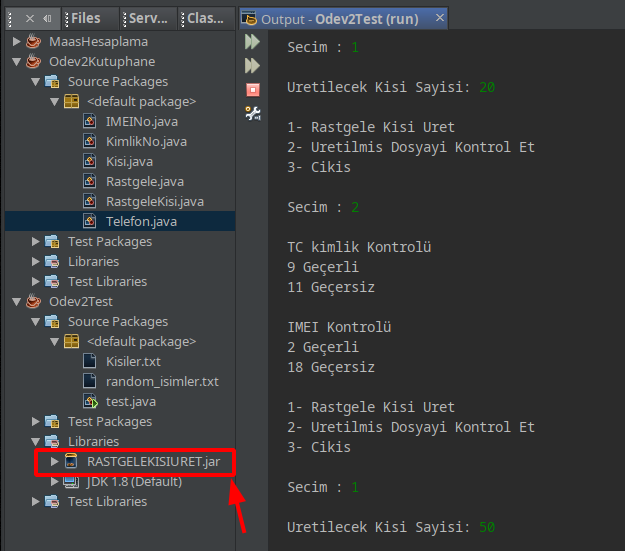 Files
Serv...
Clas...
MaasHesaplama
Odev2Kutuphane
Source Packages
<default package>
IMEINo.java
KimlikNo.java
Kisi.java
Rastgele.java
RastgeleKisi.java
Telefon.java
Test Packages
Libraries
Test Libraries
Odev2Test
Source Packages
<default package>
Kisiler.txt
random_isimler.txt
test.java
Test Packages
Libraries
RASTGELEKISIURET.jar
JDK 1.8 (Default)
Test Libraries
Output - Odev2Test (run)
Secim : 1
Uretilecek Kisi Sayisi: 20
1- Rastgele Kisi Uret
2- Uretilmis Dosyayi Kontrol Et
3- Cikis
Secim : 2
TC kimlik Kontrolü
9 Geçerli
11 Geçersiz
IMEI Kontrolü
2 Geçerli
18 Geçersiz
1- Rastgele Kisi Uret
2- Uretilmis Dosyayi Kontrol Et
3- Cikis
Secim : 1
Uretilecek Kisi Sayisi: 50